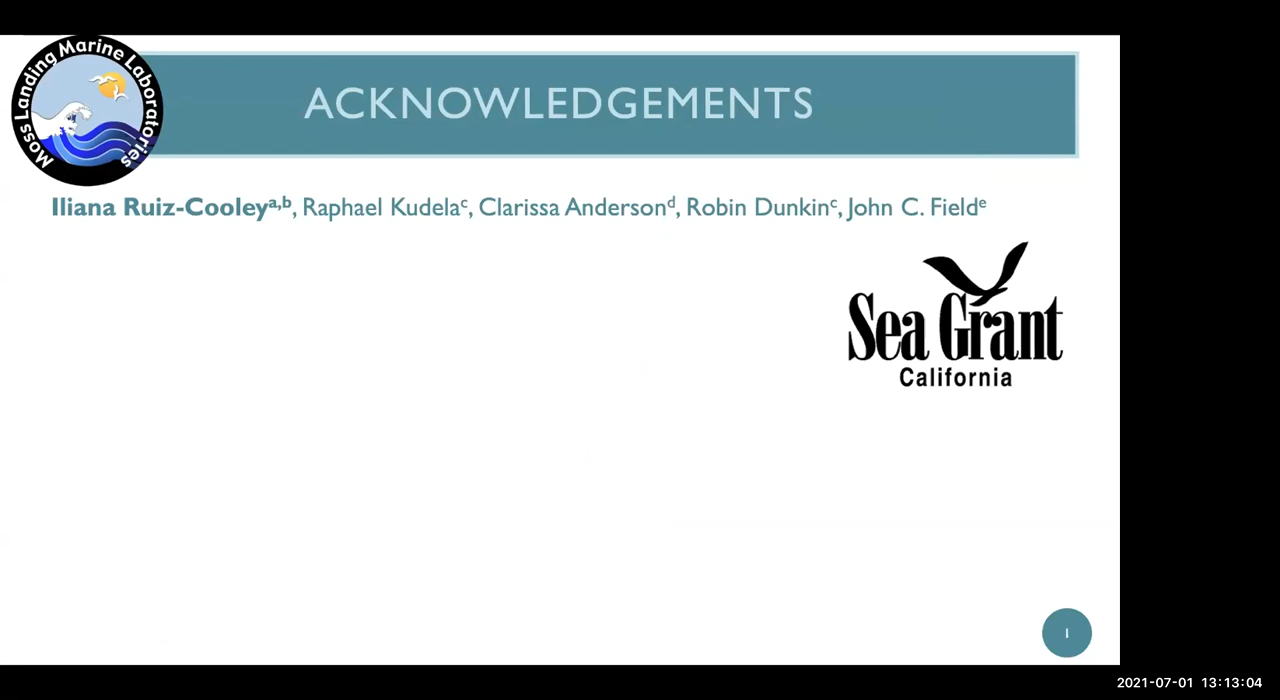 Moss Landing Marine Laboratories
ACKNOWLEDGEMENTS
Iliana Ruiz-Cooleyᵃ,ᵇ, Raphael Kudelaᶜ, Clarissa Andersonᵈ, Robin Dunkinᶜ, John C. Fieldᵉ
Sea Grant
California
1
2021-07-01 13:13:04